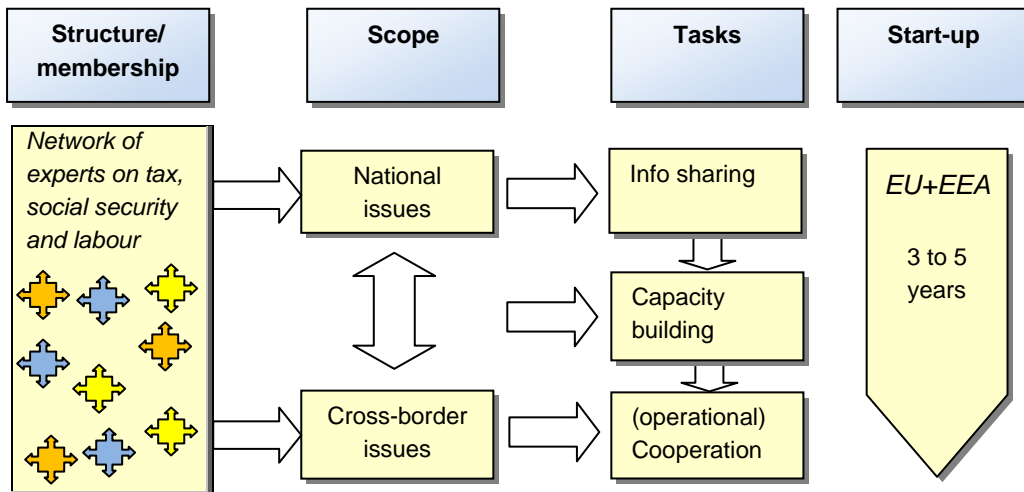 Structure/
membership
Scope
Tasks
Start-up
Network of
experts on tax,
social security
and labour
National
issues
Cross-border
issues
Info sharing
Capacity
building
(operational)
Cooperation
EU+EEA
3 to 5
years